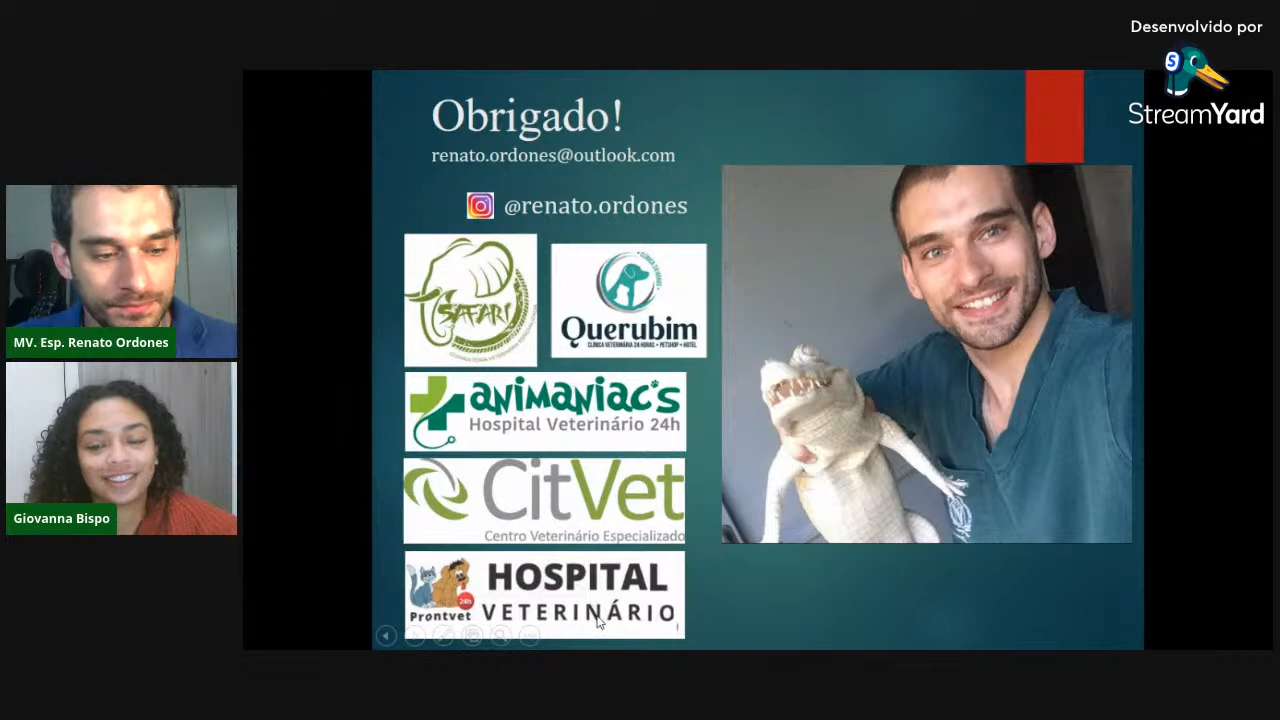 Desenvolvido por
StreamYard
Obrigado!
renato.ordones@outlook.com
@renato.ordones
SAFARI
Querubim
CLÍNICA VETERINÁRIA 24 HORAS • PETSHOP • HOTEL
animaniac's
Hospital Veterinário 24h
CitVet
Centro Veterinário Especializado
24h
Prontvet
HOSPITAL
VETERINÁRIO
MV. Esp. Renato Ordones
Giovanna Bispo